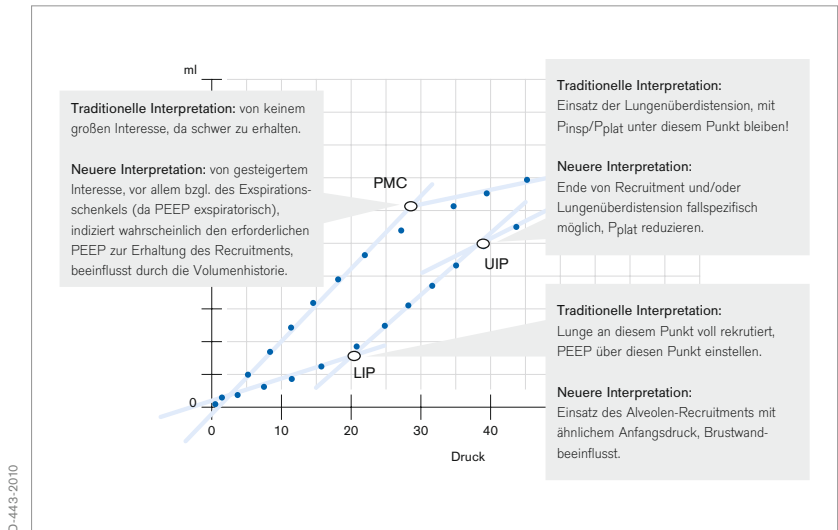 ml
Traditionelle Interpretation: von keinem
großen Interesse, da schwer zu erhalten.
Neuere Interpretation: von gesteigertem
Interesse, vor allem bzgl. des Exspirations-
schenkels (da PEEP exspiratorisch),
indiziert wahrscheinlich den erforderlichen
PEEP zur Erhaltung des Recruitments,
beeinflusst durch die Volumenhistorie.
Traditionelle Interpretation:
Einsatz der Lungenüberdistension, mit
Pinsp/Pplat unter diesem Punkt bleiben!
Neuere Interpretation:
Ende von Recruitment und/oder
Lungenüberdistension fallspezifisch
möglich, Pplat reduzieren.
PMC
UIP
LIP
Traditionelle Interpretation:
Lunge an diesem Punkt voll rekrutiert,
PEEP über diesen Punkt einstellen.
Neuere Interpretation:
Einsatz des Alveolen-Recruitments mit
ähnlichem Anfangsdruck, Brustwand-
beeinflusst.
0
0 10 20 30 40
Druck
D-443-2010